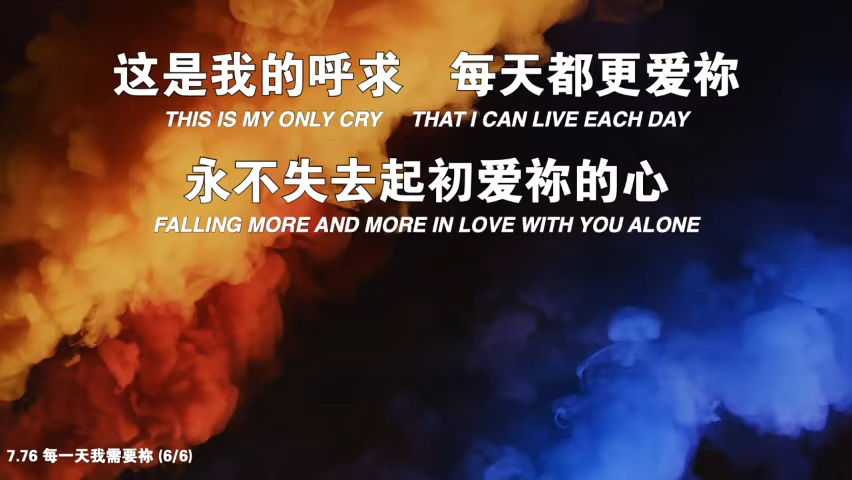 这是我的呼求 每天都更爱祢
THIS IS MY ONLY CRY THAT I CAN LIVE EACH DAY
永不失去起初爱祢的心
FALLING MORE AND MORE IN LOVE WITH YOU ALONE
7.76 每一天我需要祢 (6/6)